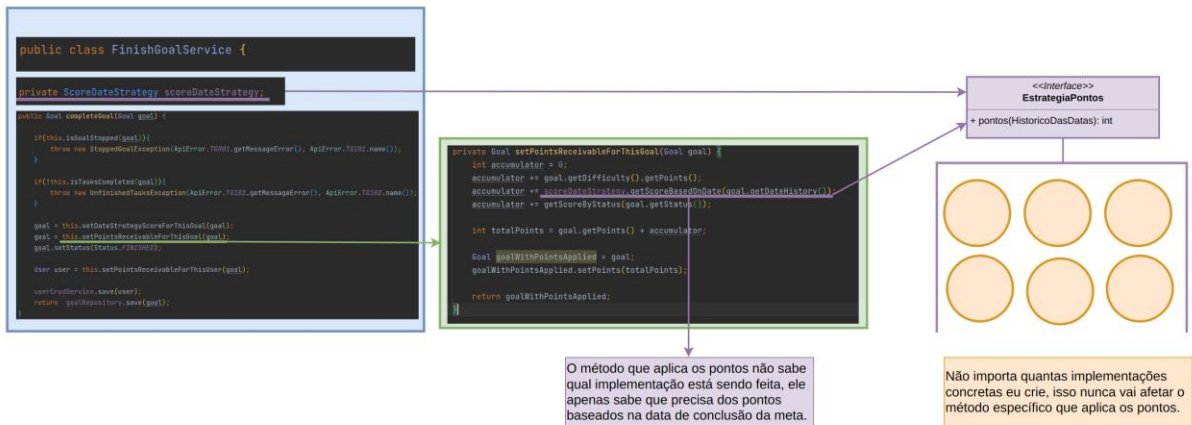 public class FinishGoalService {
private ScoreDateStrategy scoreDateStrategy;
public Goal completeGoal(Goal goal) {
if(this.isGoalStopped(goal)){
throw new StoppedGoalException(ApiError.TG001.getMessageError(), ApiError.TG101.name());
}
if(!this.isTasksCompleted(goal)){
throw new UnfinishedTasksException(ApiError.TG102.getMessageError(), ApiError.TG102.name());
}
goal = this.setDateStrategyScoreForThisGoal(goal);
goal = this.setPointsReceivableForThisGoal(goal);
goal.setStatus(Status.FINISHED);
User user = this.setPointsReceivableForThisUser(goal);
userCrudService.save(user);
return goalRepository.save(goal);
}
private Goal setPointsReceivableForThisGoal(Goal goal) {
int accumulator = 0;
accumulator += goal.getDifficulty().getPoints();
accumulator += scoreDateStrategy.getScoreBasedOnDate(goal.getDateHistory());
accumulator += getScoreByStatus(goal.getStatus());
int totalPoints = goal.getPoints() + accumulator;
Goal goalWithPointsApplied = goal;
goalWithPointsApplied.setPoints(totalPoints);
return goalWithPointsApplied;
}
<<Interface>>
EstrategiaPontos
+ pontos(HistoricoDasDatas): int
O método que aplica os pontos não sabe
qual implementação está sendo feita, ele
apenas sabe que precisa dos pontos
baseados na data de conclusão da meta.
Não importa quantas implementações
concretas eu crie, isso nunca vai afetar o
método específico que aplica os pontos.